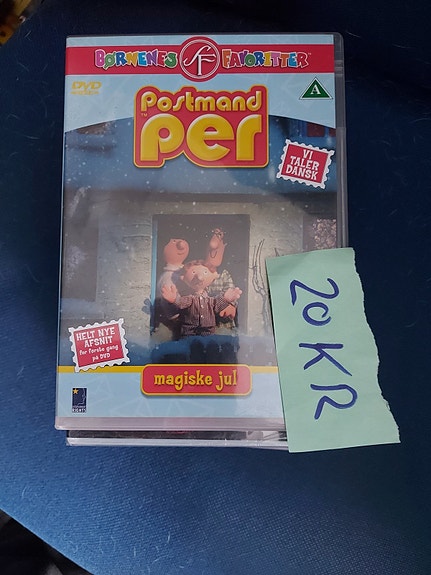 BØRNENES SF FAVORITTER
DVD
A
Postmand
per
TM
VI
TALER
DANSK
HELT NYE
AFSNIT
for første gang
på DVD
magiske jul
20 KR